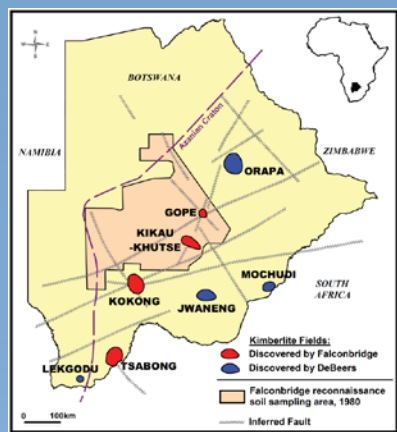 BOTSWANA
Azanian Craton
NAMIBIA
ZIMBABWE
ORAPA
GOPE
KIKAU
-KHUTSE
MOCHUDI
SOUTH
AFRICA
KOKONG
JWANENG
Kimberlite Fields:
Discovered by Falconbridge
Discovered by DeBeers
LEKGODU
TSABONG
Falconbridge reconnaissance
soil sampling area, 1980
0 100km
Inferred Fault